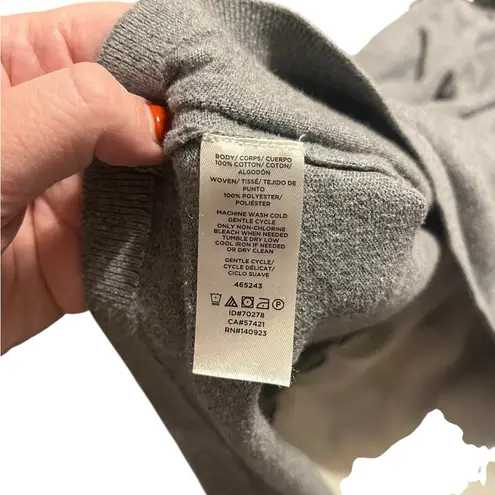 BODY/ CORPS/ CUERPO
100% COTTON/ COTON/
ALGODÓN
WOVEN/ TISSÉ/ TEJIDO DE
PUNTO
100% POLYESTER/
POLIÉSTER
MACHINE WASH COLD
GENTLE CYCLE
ONLY NON-CHLORINE
BLEACH WHEN NEEDED
TUMBLE DRY LOW
COOL IRON IF NEEDED
OR DRY CLEAN
GENTLE CYCLE/
CYCLE DÉLICAT/
CICLO SUAVE
465243
ID#70278
CA#57421
RN#140923